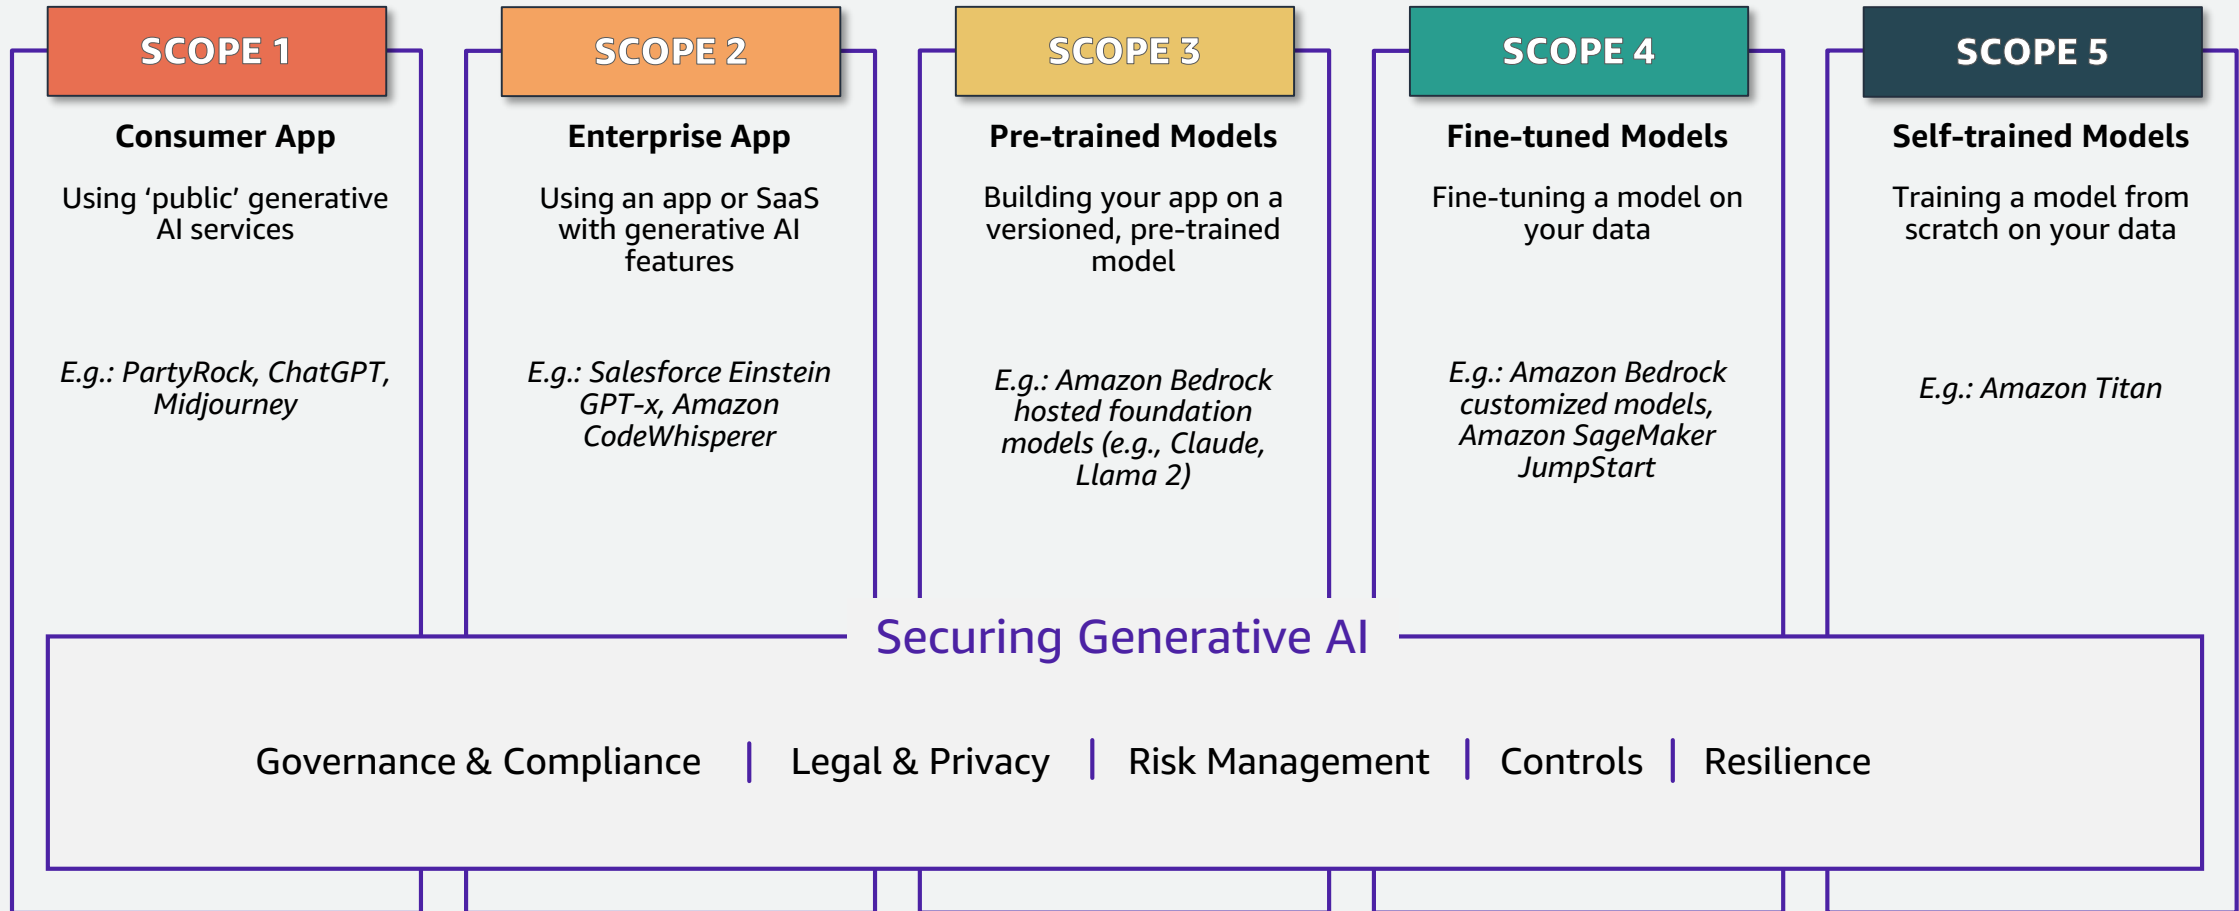 SCOPE 1
Consumer App
Using ‘public’ generative
AI services
E.g.: PartyRock, ChatGPT,
Midjourney
SCOPE 2
Enterprise App
Using an app or SaaS
with generative AI
features
E.g.: Salesforce Einstein
GPT-x, Amazon
CodeWhisperer
SCOPE 3
Pre-trained Models
Building your app on a
versioned, pre-trained
model
E.g.: Amazon Bedrock
hosted foundation
models (e.g., Claude,
Llama 2)
SCOPE 4
Fine-tuned Models
Fine-tuning a model on
your data
E.g.: Amazon Bedrock
customized models,
Amazon SageMaker
JumpStart
SCOPE 5
Self-trained Models
Training a model from
scratch on your data
E.g.: Amazon Titan
Securing Generative AI
Governance & Compliance | Legal & Privacy | Risk Management | Controls | Resilience